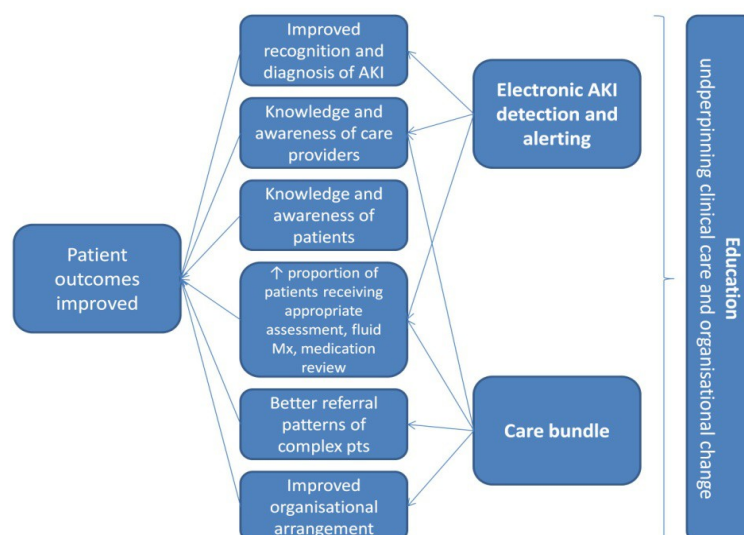 Improved
recognition and
diagnosis of AKI
Knowledge and
awareness of care
providers
Knowledge and
awareness of
patients
↑ proportion of
patients receiving
appropriate
assessment, fluid
Mx, medication
review
Better referral
patterns of
complex pts
Improved
organisational
arrangement
Patient
outcomes
improved
Electronic AKI
detection and
alerting
Care bundle
Education
undperpinning clinical care and organisational change